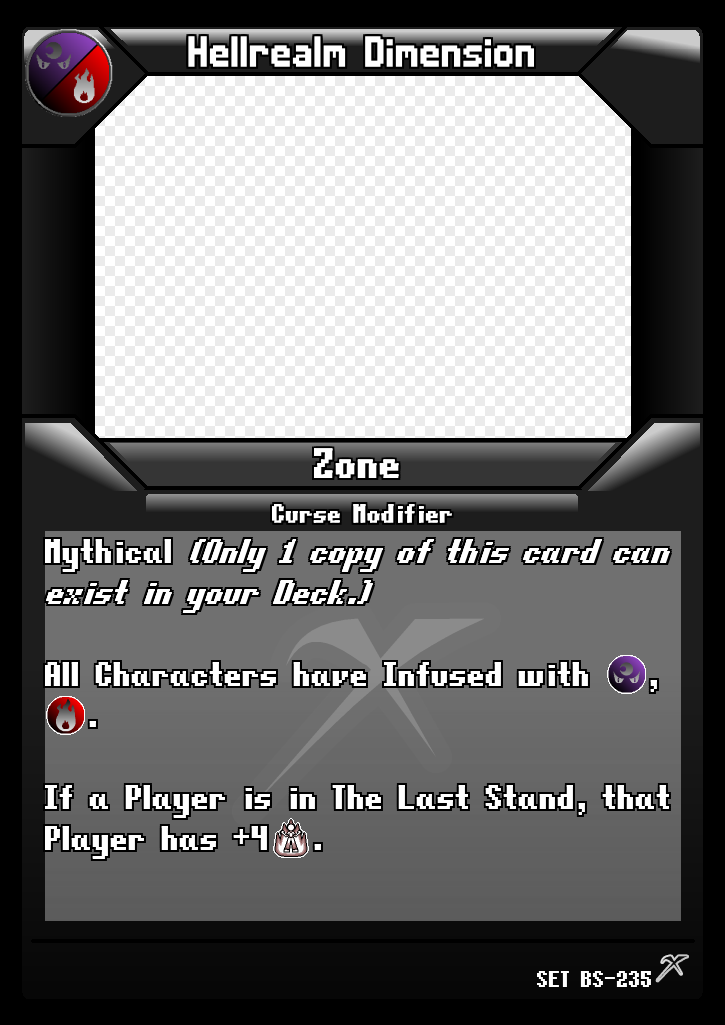 Hellrealm Dimension
Zone
Curse Modifier
Mythical (Only 1 copy of this card can
exist in your Deck.)
All Characters have Infused with ,
.
If a Player is in The Last Stand, that
Player has +4 .
SET BS-235